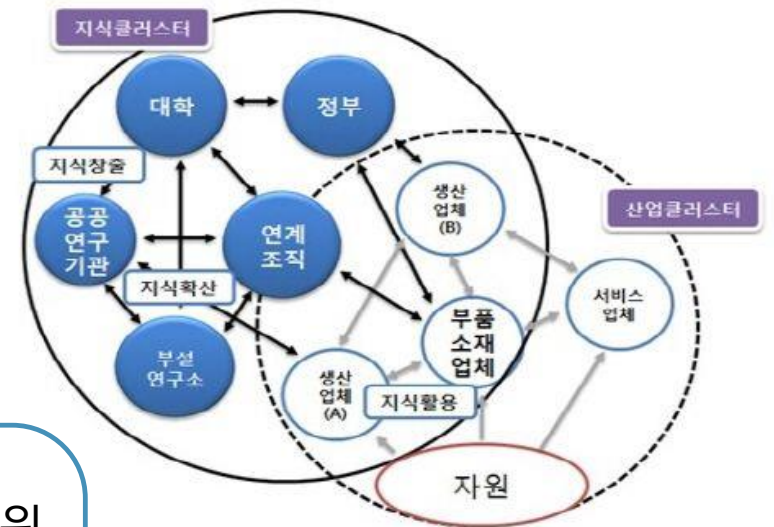 지식클러스터
대학
정부
지식창출
생산
업체
(B)
산업클러스터
공공
연구
기관
연계
조직
지식확산
서비스
업체
부품
소재
업체
부설
연구소
생산
업체
(A)
지식활용
자원
위